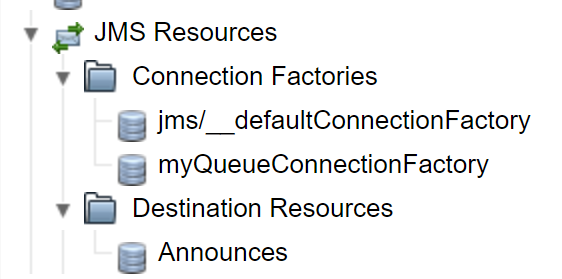 JMS Resources
Connection Factories
jms/__defaultConnectionFactory
myQueueConnectionFactory
Destination Resources
Announces